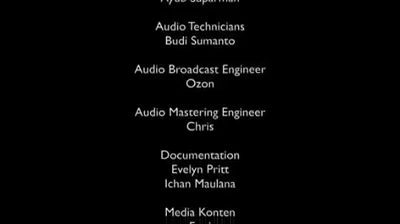 Audio Technicians
Budi Sumanto
Audio Broadcast Engineer
Ozon
Audio Mastering Engineer
Chris
Documentation
Evelyn Pritt
Ichan Maulana
Media Konten